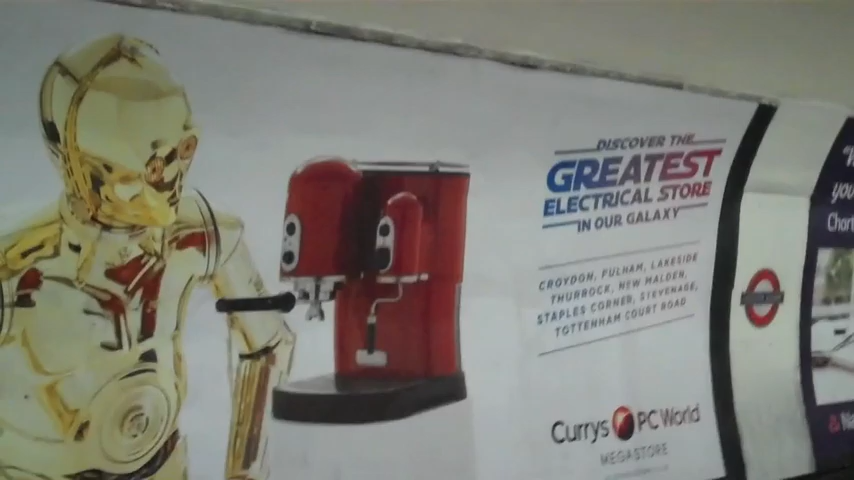 DISCOVER THE
GREATEST
ELECTRICAL STORE
IN OUR GALAXY
CROYDON, FULHAM, LAKESIDE
THURROCK, NEW MALDEN,
STAPLES CORNER, STEVENAGE,
TOTTENHAM COURT ROAD
Currys PC World
MEGASTORE
you